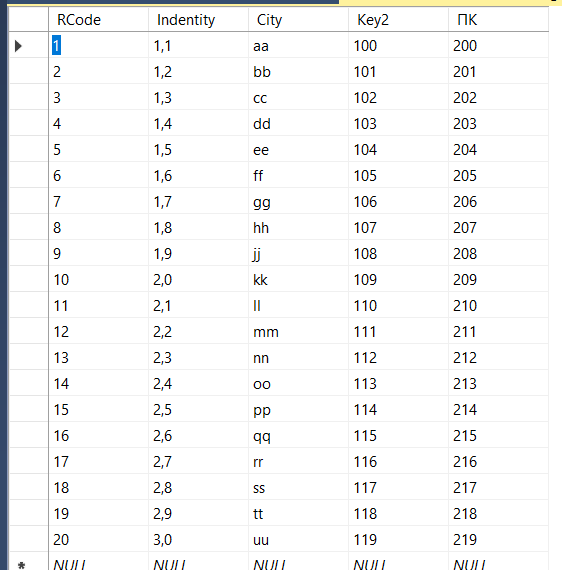 RCode Indentity City Key2 ПК
1 1,1 aa 100 200
2 1,2 bb 101 201
3 1,3 cc 102 202
4 1,4 dd 103 203
5 1,5 ee 104 204
6 1,6 ff 105 205
7 1,7 gg 106 206
8 1,8 hh 107 207
9 1,9 jj 108 208
10 2,0 kk 109 209
11 2,1 ll 110 210
12 2,2 mm 111 211
13 2,3 nn 112 212
14 2,4 oo 113 213
15 2,5 pp 114 214
16 2,6 qq 115 215
17 2,7 rr 116 216
18 2,8 ss 117 217
19 2,9 tt 118 218
20 3,0 uu 119 219
* NULL NULL NULL NULL NULL